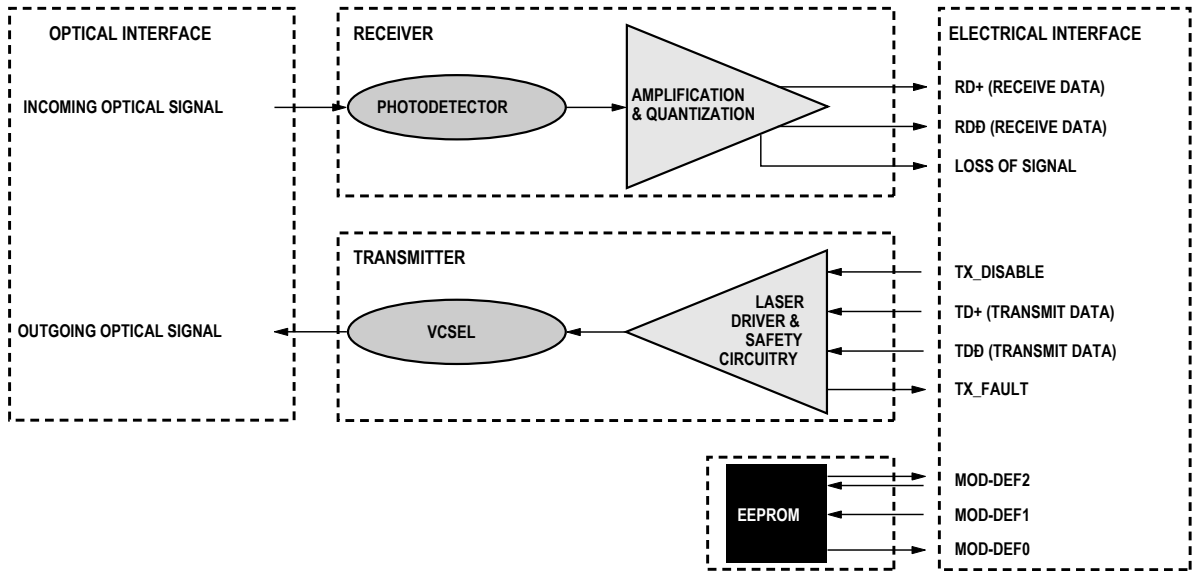 OPTICAL INTERFACE
INCOMING OPTICAL SIGNAL
OUTGOING OPTICAL SIGNAL
RECEIVER
PHOTODETECTOR
AMPLIFICATION
& QUANTIZATION
TRANSMITTER
VCSEL
LASER
DRIVER &
SAFETY
CIRCUITRY
EEPROM
ELECTRICAL INTERFACE
RD+ (RECEIVE DATA)
RDÐ (RECEIVE DATA)
LOSS OF SIGNAL
TX_DISABLE
TD+ (TRANSMIT DATA)
TDÐ (TRANSMIT DATA)
TX_FAULT
MOD-DEF2
MOD-DEF1
MOD-DEF0